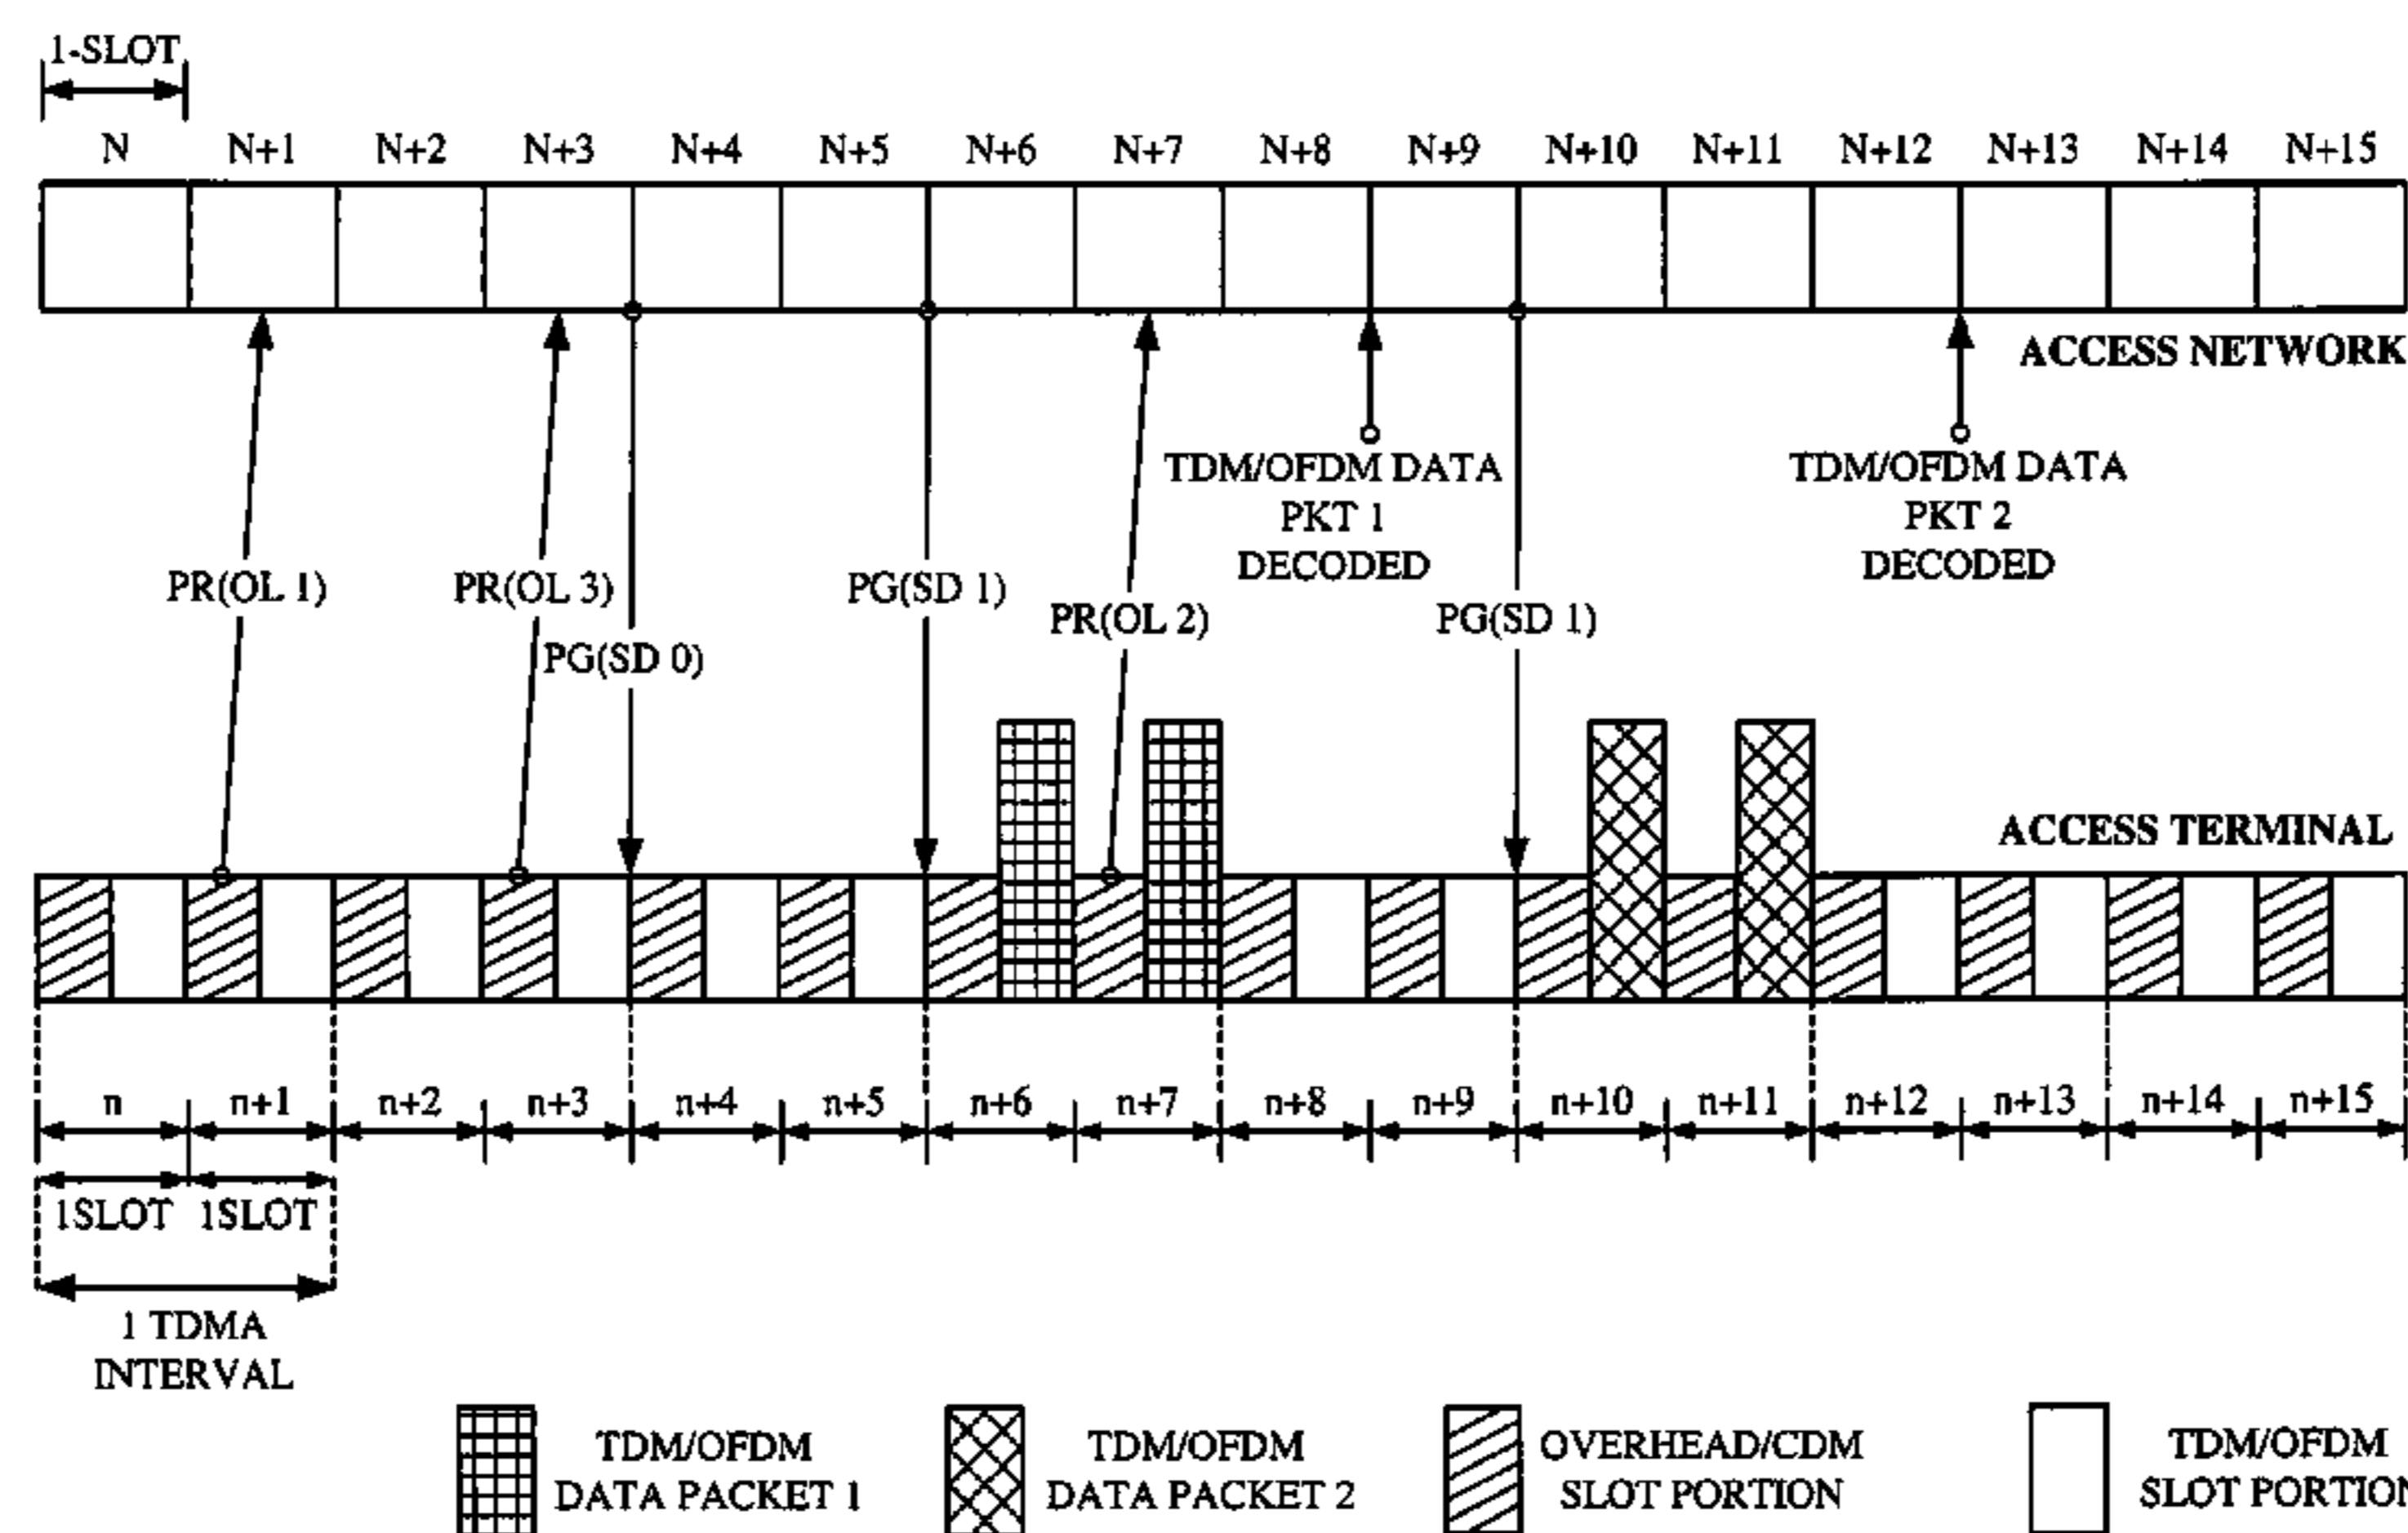 1-SLOT
N N+1 N+2 N+3 N+4 N+5 N+6 N+7 N+8 N+9 N+10 N+11 N+12 N+13 N+14 N+15
ACCESS NETWORK
TDM/OFDM DATA
PKT 1
DECODED
TDM/OFDM DATA
PKT 2
DECODED
PR(OL 1)
PR(OL 3)
PG(SD 0)
PG(SD 1)
PR(OL 2)
PG(SD 1)
ACCESS TERMINAL
n n+1 n+2 n+3 n+4 n+5 n+6 n+7 n+8 n+9 n+10 n+11 n+12 n+13 n+14 n+15
1SLOT 1SLOT
1 TDMA
INTERVAL
TDM/OFDM
DATA PACKET 1
TDM/OFDM
DATA PACKET 2
OVERHEAD/CDM
SLOT PORTION
TDM/OFDM
SLOT PORTION